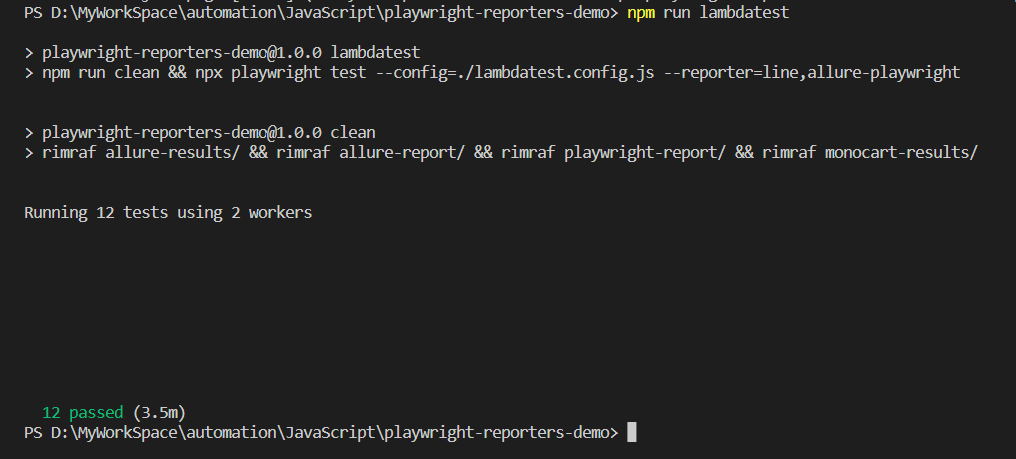 PS D:\MyWorkSpace\automation\JavaScript\playwright-reporters-demo> npm run lambdatest
> playwright-reporters-demo@1.0.0 lambdatest
> npm run clean && npx playwright test --config=./lambdatest.config.js --reporter=line,allure-playwright
> playwright-reporters-demo@1.0.0 clean
> rimraf allure-results/ && rimraf allure-report/ && rimraf playwright-report/ && rimraf monocart-results/
Running 12 tests using 2 workers
12 passed (3.5m)
PS D:\MyWorkSpace\automation\JavaScript\playwright-reporters-demo>